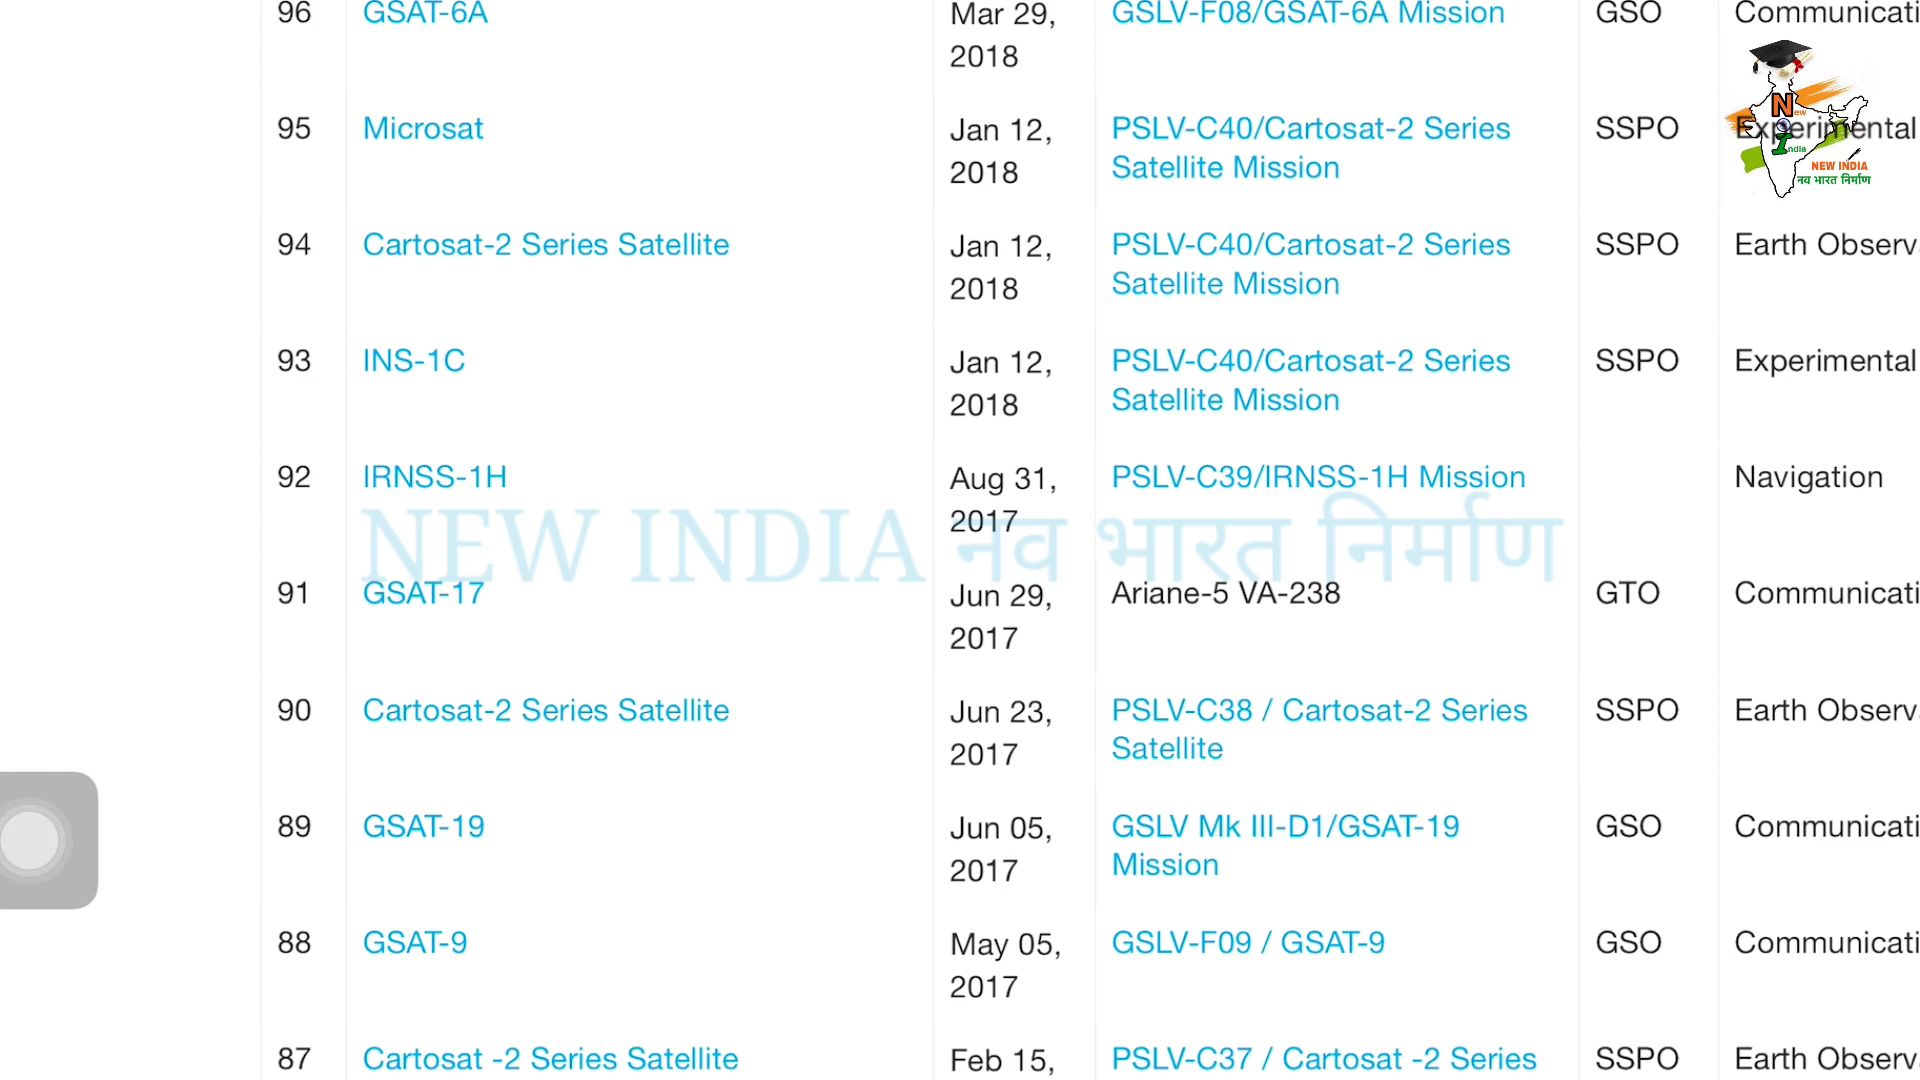 96 GSAT-6A Mar 29, GSLV-F08/GSAT-6A Mission GSO Communicati
2018
95 Microsat Jan 12, PSLV-C40/Cartosat-2 Series SSPO Experimental
2018 Satellite Mission
New
India
NEW INDIA
नव भारत निर्माण
94 Cartosat-2 Series Satellite Jan 12, PSLV-C40/Cartosat-2 Series SSPO Earth Observ
2018 Satellite Mission
93 INS-1C Jan 12, PSLV-C40/Cartosat-2 Series SSPO Experimental
2018 Satellite Mission
92 IRNSS-1H Aug 31, PSLV-C39/IRNSS-1H Mission Navigation
2017
NEW INDIA नव भारत निर्माण
91 GSAT-17 Jun 29, Ariane-5 VA-238 GTO Communicati
2017
90 Cartosat-2 Series Satellite Jun 23, PSLV-C38 / Cartosat-2 Series SSPO Earth Observ
2017 Satellite
89 GSAT-19 Jun 05, GSLV Mk III-D1/GSAT-19 GSO Communicati
2017 Mission
88 GSAT-9 May 05, GSLV-F09 / GSAT-9 GSO Communicati
2017
87 Cartosat -2 Series Satellite Feb 15, PSLV-C37 / Cartosat -2 Series SSPO Earth Observ